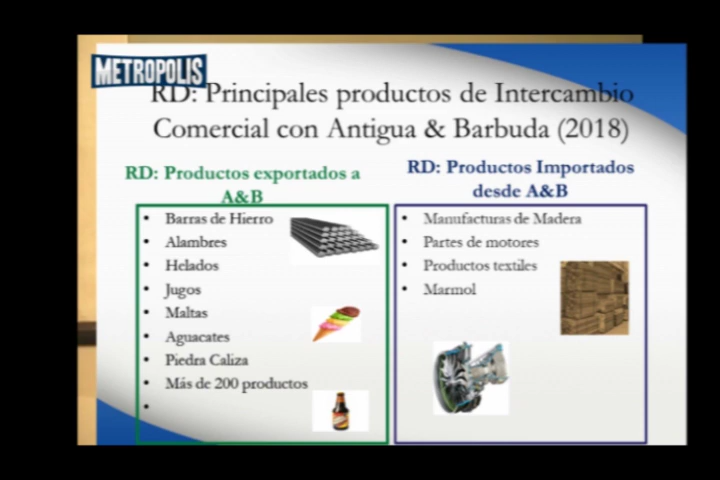 METROPOLIS
RD: Principales productos de Intercambio
Comercial con Antigua & Barbuda (2018)
RD: Productos exportados a
A&B
• Barras de Hierro
• Alambres
• Helados
• Jugos
• Maltas
• Aguacates
• Piedra Caliza
• Más de 200 productos
•
RD: Productos Importados
desde A&B
• Manufacturas de Madera
• Partes de motores
• Productos textiles
• Marmol